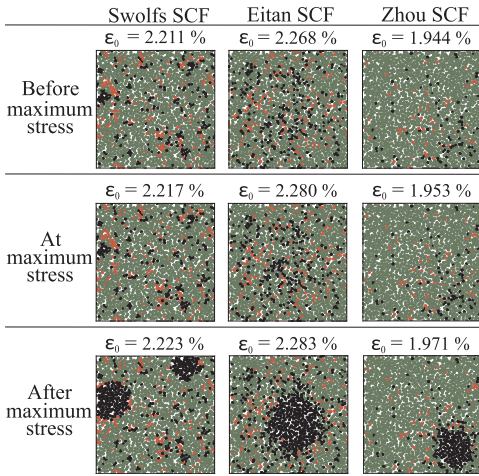 Swolfs SCF Eitan SCF Zhou SCF
ε₀ = 2.211 % ε₀ = 2.268 % ε₀ = 1.944 %
Before
maximum
stress
ε₀ = 2.217 % ε₀ = 2.280 % ε₀ = 1.953 %
At
maximum
stress
ε₀ = 2.223 % ε₀ = 2.283 % ε₀ = 1.971 %
After
maximum
stress